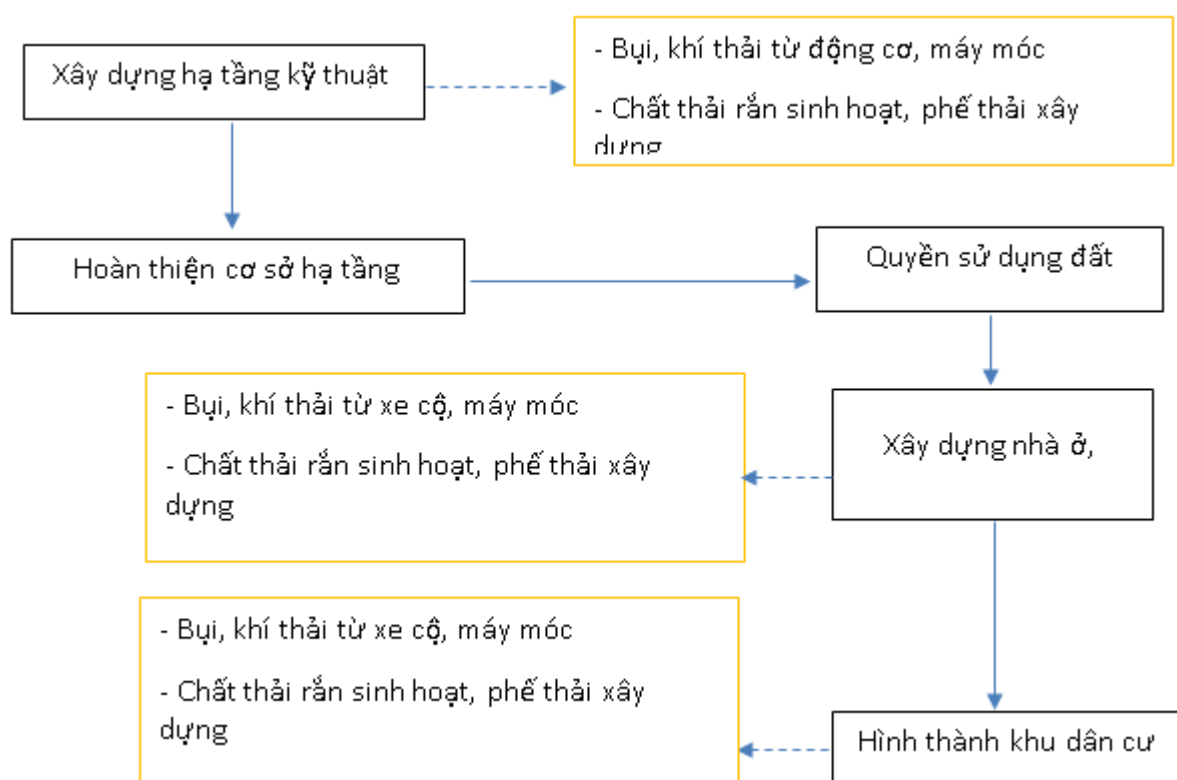 Xây dựng hạ tầng kỹ thuật
- Bụi, khí thải từ động cơ, máy móc
- Chất thải rắn sinh hoạt, phế thải xây
dựng
Hoàn thiện cơ sở hạ tầng
Quyền sử dụng đất
- Bụi, khí thải từ xe cộ, máy móc
- Chất thải rắn sinh hoạt, phế thải xây
dựng
Xây dựng nhà ở,
- Bụi, khí thải từ xe cộ, máy móc
- Chất thải rắn sinh hoạt, phế thải xây
dựng
Hình thành khu dân cư